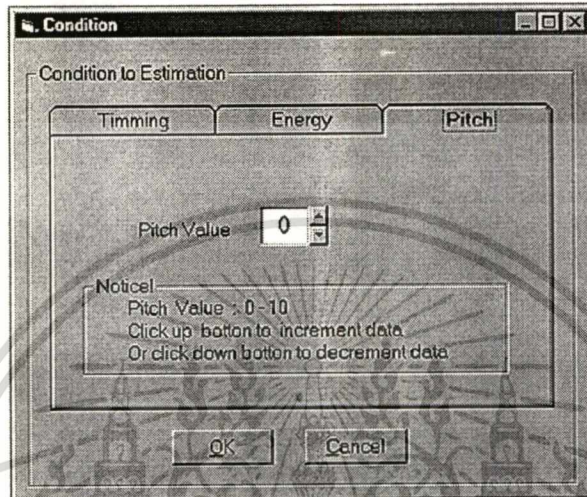 Condition
Condition to Estimation
Timming Energy Pitch
Pitch Value 0
Notice!
Pitch Value : 0-10
Click up botton to increment data
Or click down botton to decrement data
OK Cancel